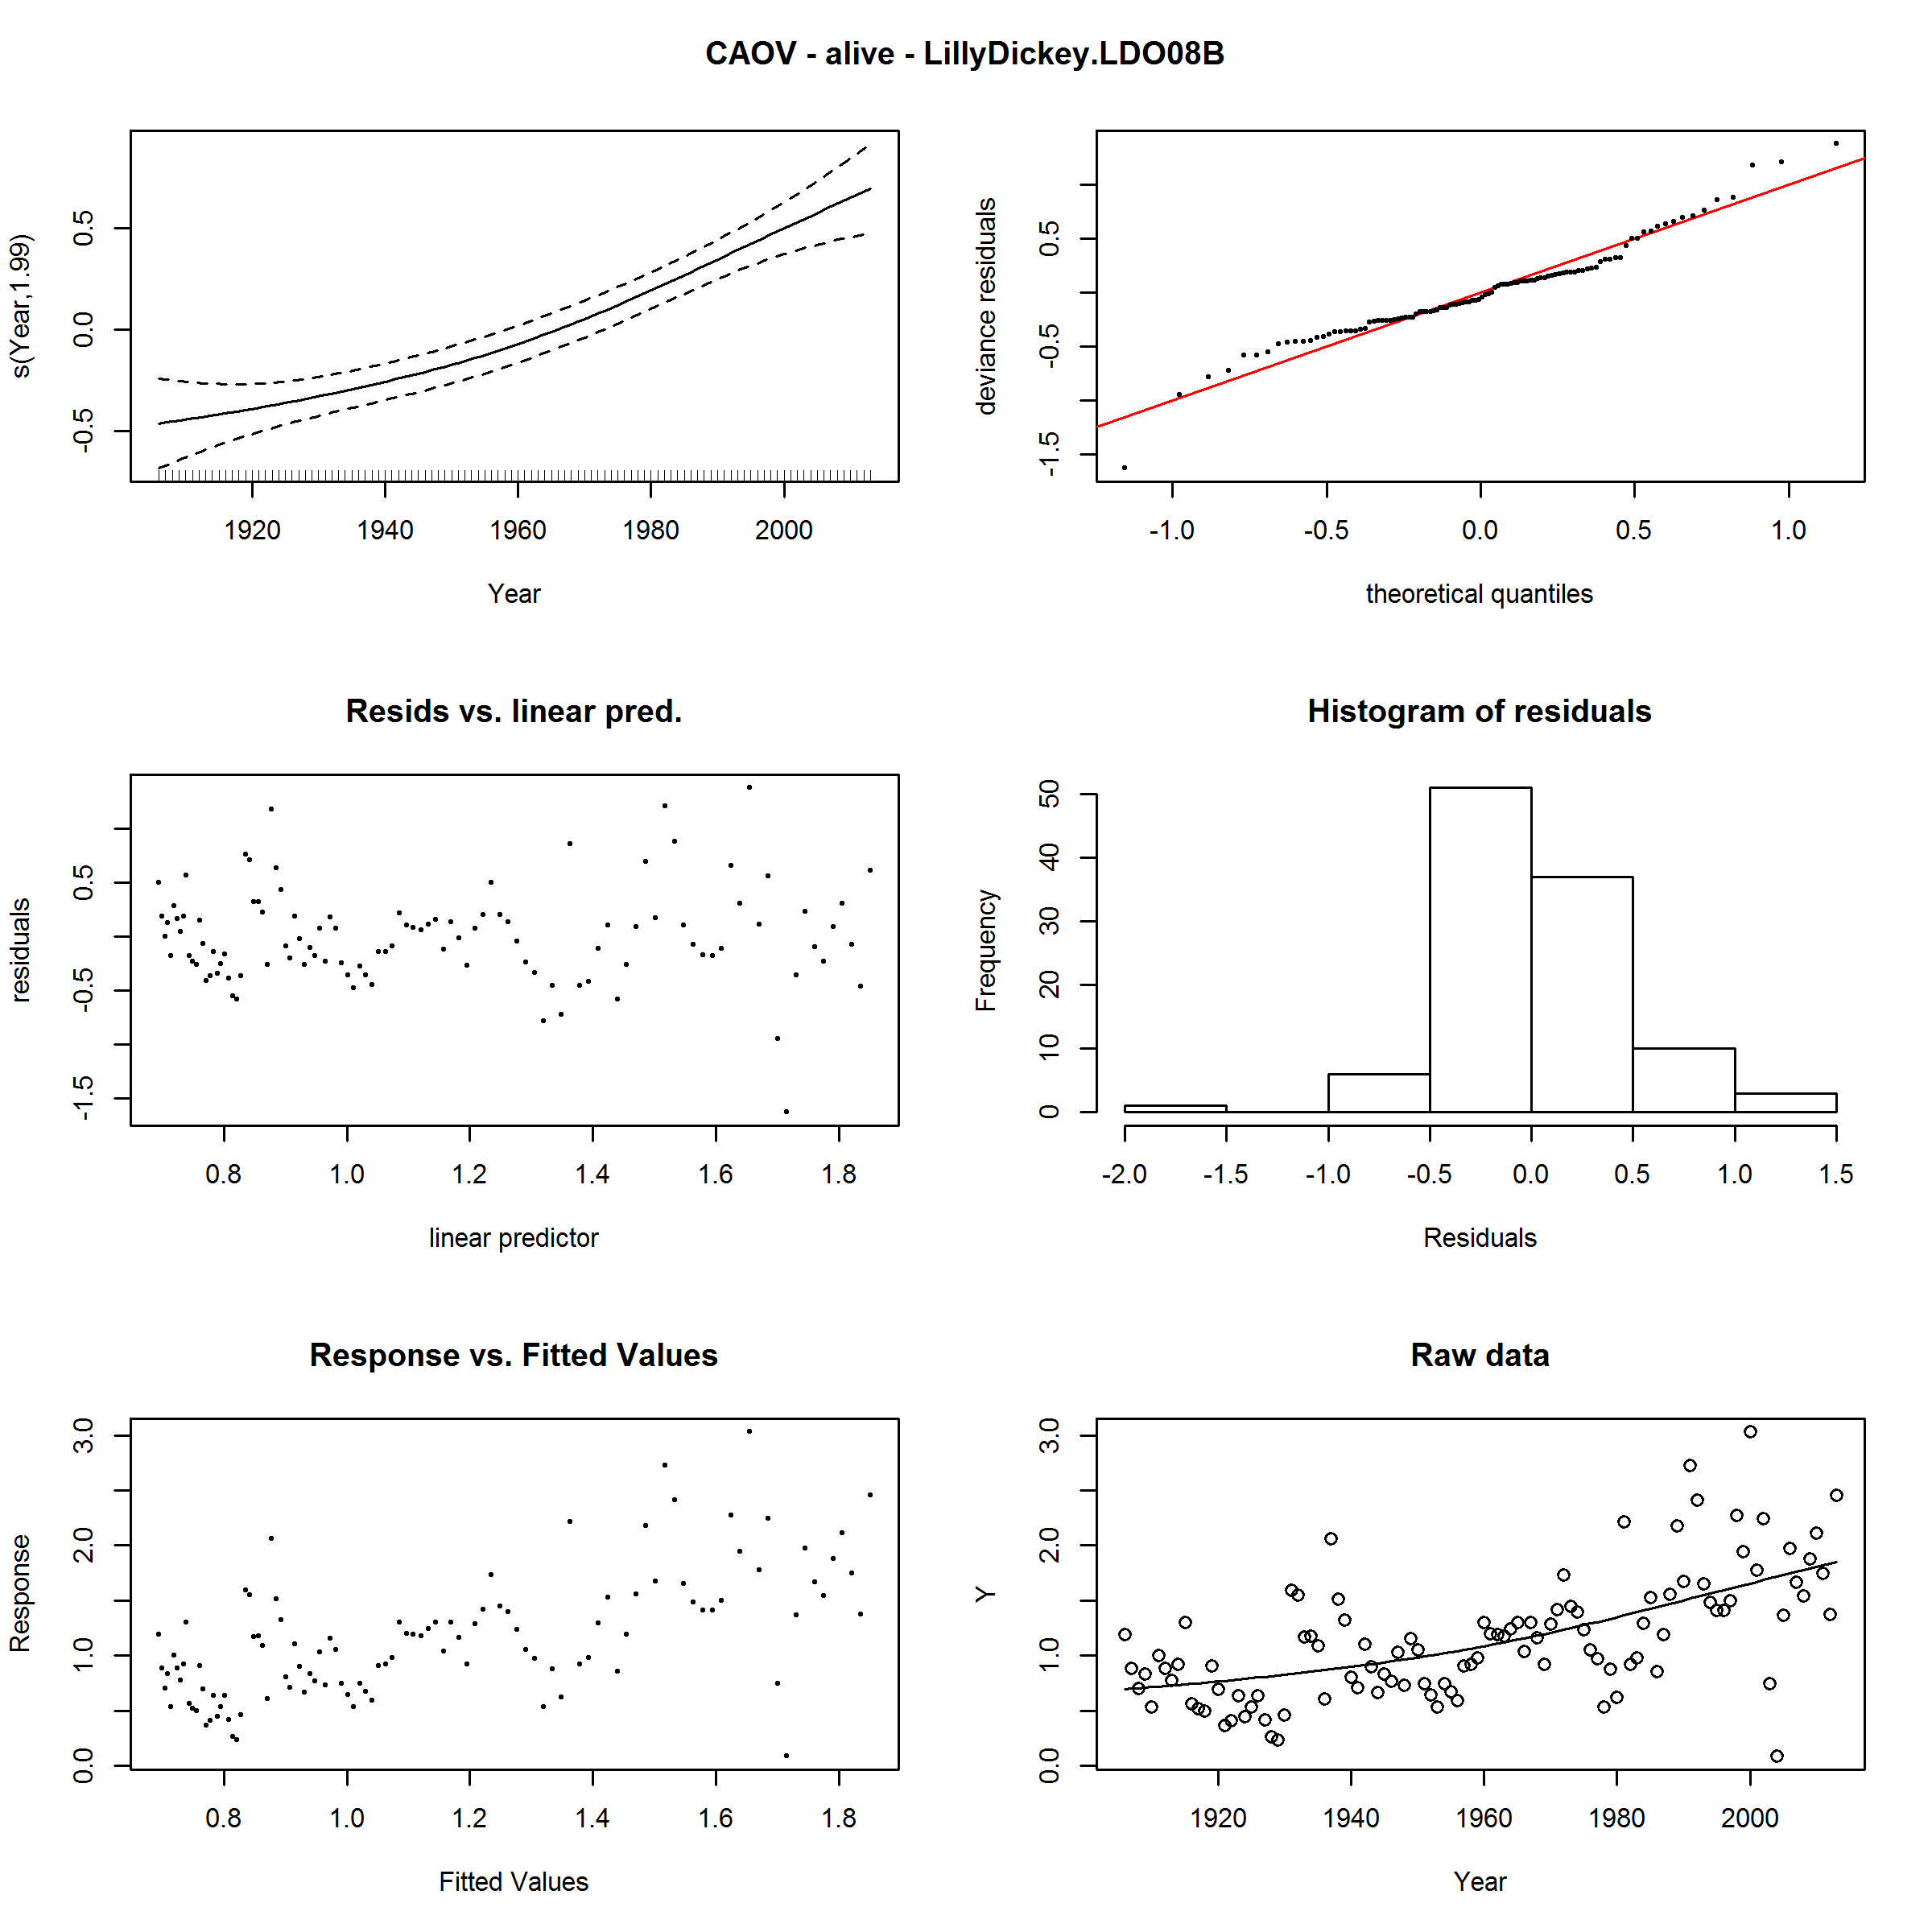 CAOV - alive - LillyDickey.LDO08B
s(Year,1.99)
0.5
0.0
-0.5
1920 1940 1960 1980 2000
Year
deviance residuals
0.5
-0.5
-1.5
-1.0 -0.5 0.0 0.5 1.0
theoretical quantiles
Resids vs. linear pred.
residuals
0.5
-0.5
-1.5
0.8 1.0 1.2 1.4 1.6 1.8
linear predictor
Histogram of residuals
Frequency
50
40
30
20
10
0
-2.0 -1.5 -1.0 -0.5 0.0 0.5 1.0 1.5
Residuals
Response vs. Fitted Values
Response
3.0
2.0
1.0
0.0
0.8 1.0 1.2 1.4 1.6 1.8
Fitted Values
Raw data
Y
3.0
2.0
1.0
0.0
1920 1940 1960 1980 2000
Year